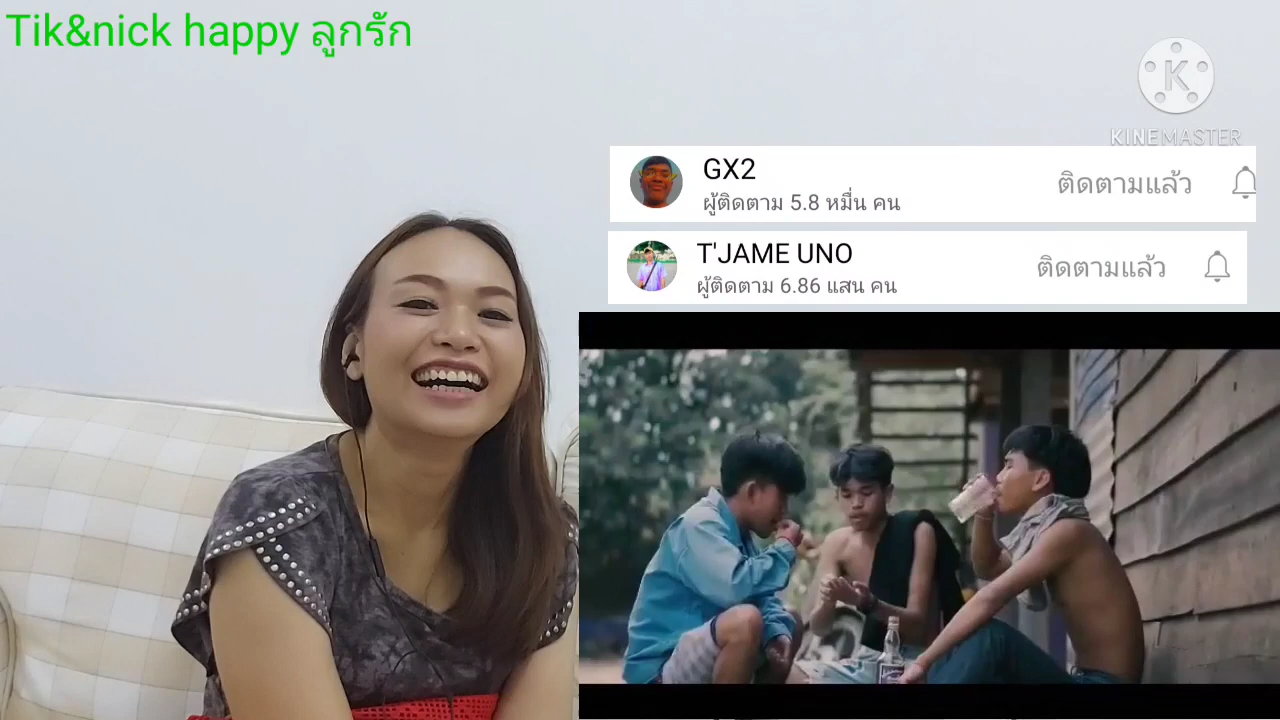 Tik&nick happy ลูกรัก
KINEMASTER
GX2
ผู้ติดตาม 5.8 หมื่น คน
ติดตามแล้ว
T'JAME UNO
ผู้ติดตาม 6.86 แสน คน
ติดตามแล้ว